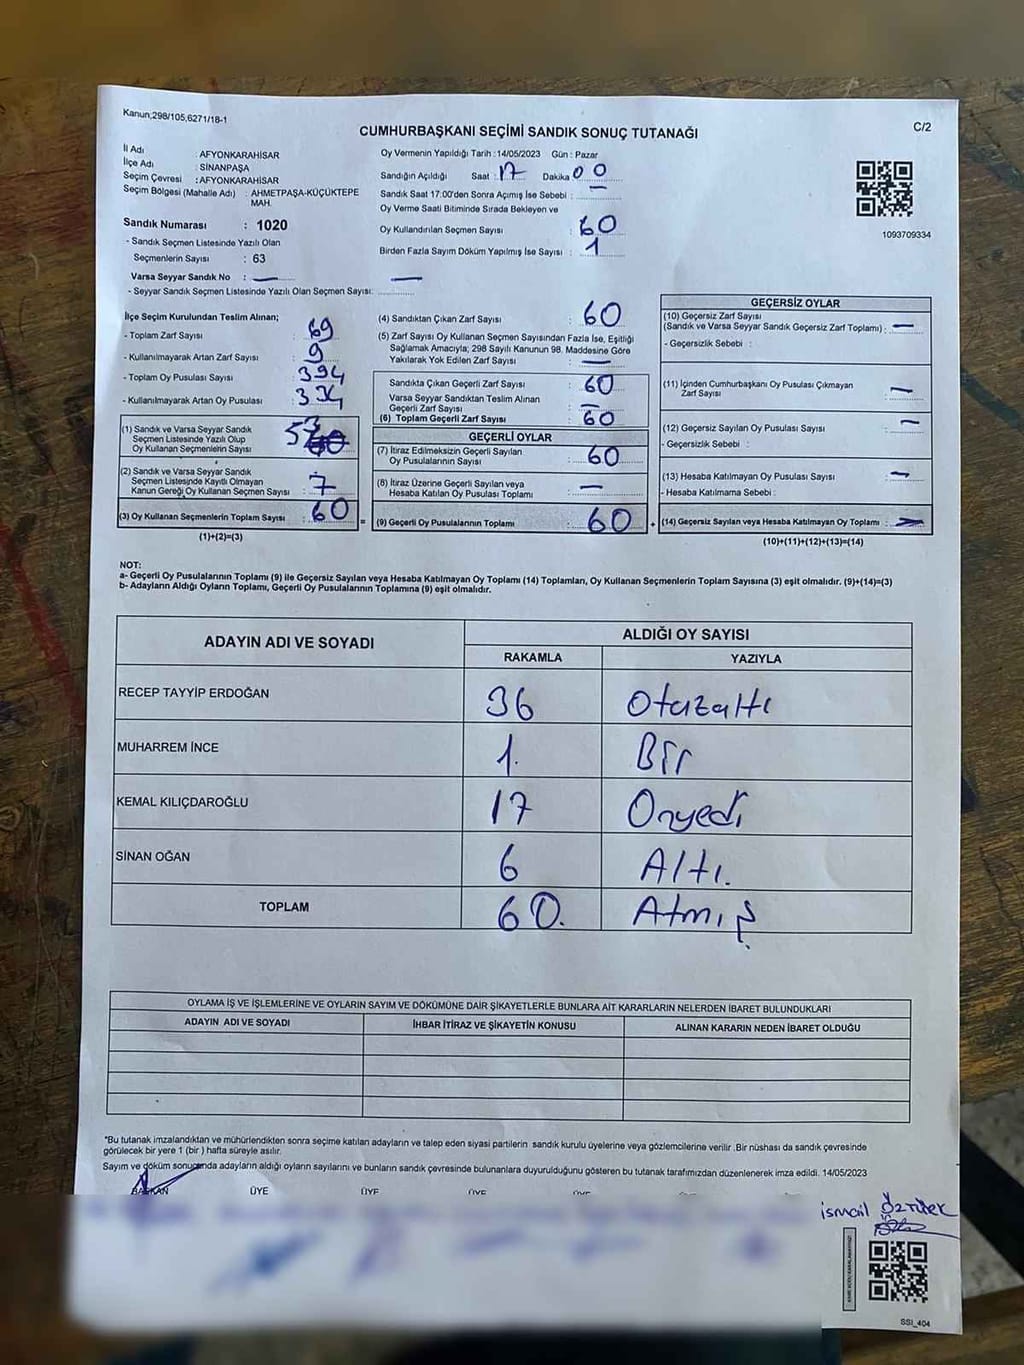 Kanun;298/105,6271/18-1
C/2
CUMHURBAŞKANI SEÇİMİ SANDIK SONUÇ TUTANAĞI
İl Adı : AFYONKARAHİSAR
İlçe Adı : SİNANPAŞA
Seçim Çevresi : AFYONKARAHİSAR
Seçim Bölgesi (Mahalle Adı) : AHMETPAŞA-KÜÇÜKTEPE
MAH.
Sandık Numarası : 1020
- Sandık Seçmen Listesinde Yazılı Olan
Seçmenlerin Sayısı : 63
Varsa Seyyar Sandık No : —
- Seyyar Sandık Seçmen Listesinde Yazılı Olan Seçmen Sayısı: —
Oy Vermenin Yapıldığı Tarih : 14/05/2023 Gün : Pazar
Sandığın Açıldığı Saat : 17 Dakika 00
Sandık Saat 17:00'den Sonra Açılmış İse Sebebi : —
Oy Verme Saati Bitiminde Sırada Bekleyen ve
Oy Kullandırılan Seçmen Sayısı : 60
Birden Fazla Sayım Döküm Yapılmış İse Sayısı : 1
1093709334
İlçe Seçim Kurulundan Teslim Alınan;
- Toplam Zarf Sayısı : 69
- Kullanılmayarak Artan Zarf Sayısı : 9
- Toplam Oy Pusulası Sayısı : 394
- Kullanılmayarak Artan Oy Pusulası : 334
(1) Sandık ve Varsa Seyyar Sandık
Seçmen Listesinde Yazılı Olup
Oy Kullanan Seçmenlerin Sayısı : 53
(2) Sandık ve Varsa Seyyar Sandık
Seçmen Listesinde Kayıtlı Olmayan
Kanun Gereği Oy Kullanan Seçmen Sayısı : 7
(3) Oy Kullanan Seçmenlerin Toplam Sayısı : 60
(1)+(2)=(3)
(4) Sandıktan Çıkan Zarf Sayısı : 60
(5) Zarf Sayısı Oy Kullanan Seçmen Sayısından Fazla İse, Eşitliği
Sağlamak Amacıyla; 298 Sayılı Kanunun 98. Maddesine Göre
Yakılarak Yok Edilen Zarf Sayısı : —
Sandıkta Çıkan Geçerli Zarf Sayısı : 60
Varsa Seyyar Sandıktan Teslim Alınan
Geçerli Zarf Sayısı : —
(6) Toplam Geçerli Zarf Sayısı : 60
GEÇERLİ OYLAR
(7) İtiraz Edilmeksizin Geçerli Sayılan
Oy Pusulalarının Sayısı : 60
(8) İtiraz Üzerine Geçerli Sayılan veya
Hesaba Katılan Oy Pusulası Toplamı : —
= (9) Geçerli Oy Pusulalarının Toplamı : 60 +
GEÇERSİZ OYLAR
(10) Geçersiz Zarf Sayısı
(Sandık ve Varsa Seyyar Sandık Geçersiz Zarf Toplamı) : —
- Geçersizlik Sebebi :
(11) İçinden Cumhurbaşkanı Oy Pusulası Çıkmayan
Zarf Sayısı : —
(12) Geçersiz Sayılan Oy Pusulası Sayısı : —
- Geçersizlik Sebebi :
(13) Hesaba Katılmayan Oy Pusulası Sayısı : —
- Hesaba Katılmama Sebebi :
(14) Geçersiz Sayılan veya Hesaba Katılmayan Oy Toplamı : —
(10)+(11)+(12)+(13)=(14)
NOT:
a- Geçerli Oy Pusulalarının Toplamı (9) ile Geçersiz Sayılan veya Hesaba Katılmayan Oy Toplamı (14) Toplamları, Oy Kullanan Seçmenlerin Toplam Sayısına (3) eşit olmalıdır. (9)+(14)=(3)
b- Adayların Aldığı Oyların Toplamı, Geçerli Oy Pusulalarının Toplamına (9) eşit olmalıdır.
ADAYIN ADI VE SOYADI
ALDIĞI OY SAYISI
RAKAMLA YAZIYLA
RECEP TAYYİP ERDOĞAN 36 Otuzaltı
MUHARREM İNCE 1. Bir
KEMAL KILIÇDAROĞLU 17 Onyedi
SİNAN OĞAN 6 Altı.
TOPLAM 60. Atmış
OYLAMA İŞ VE İŞLEMLERİNE VE OYLARIN SAYIM VE DÖKÜMÜNE DAİR ŞİKAYETLERLE BUNLARA AİT KARARLARIN NELERDEN İBARET BULUNDUKLARI
ADAYIN ADI VE SOYADI İHBAR İTİRAZ VE ŞİKAYETİN KONUSU ALINAN KARARIN NEDEN İBARET OLDUĞU
*Bu tutanak imzalandıktan ve mühürlendikten sonra seçime katılan adayların ve talep eden siyasi partilerin sandık kurulu üyelerine veya gözlemcilerine verilir. Bir nüshası da sandık çevresinde
görülecek bir yere 1 (bir) hafta süreyle asılır.
Sayım ve döküm sonucunda adayların aldığı oyların sayılarını ve bunların sandık çevresinde bulunanlara duyurulduğunu gösteren bu tutanak tarafımızdan düzenlenerek imza edildi. 14/05/2023
BAŞKAN ÜYE ÜYE ÜYE
ismail Öztürk
SSI_404